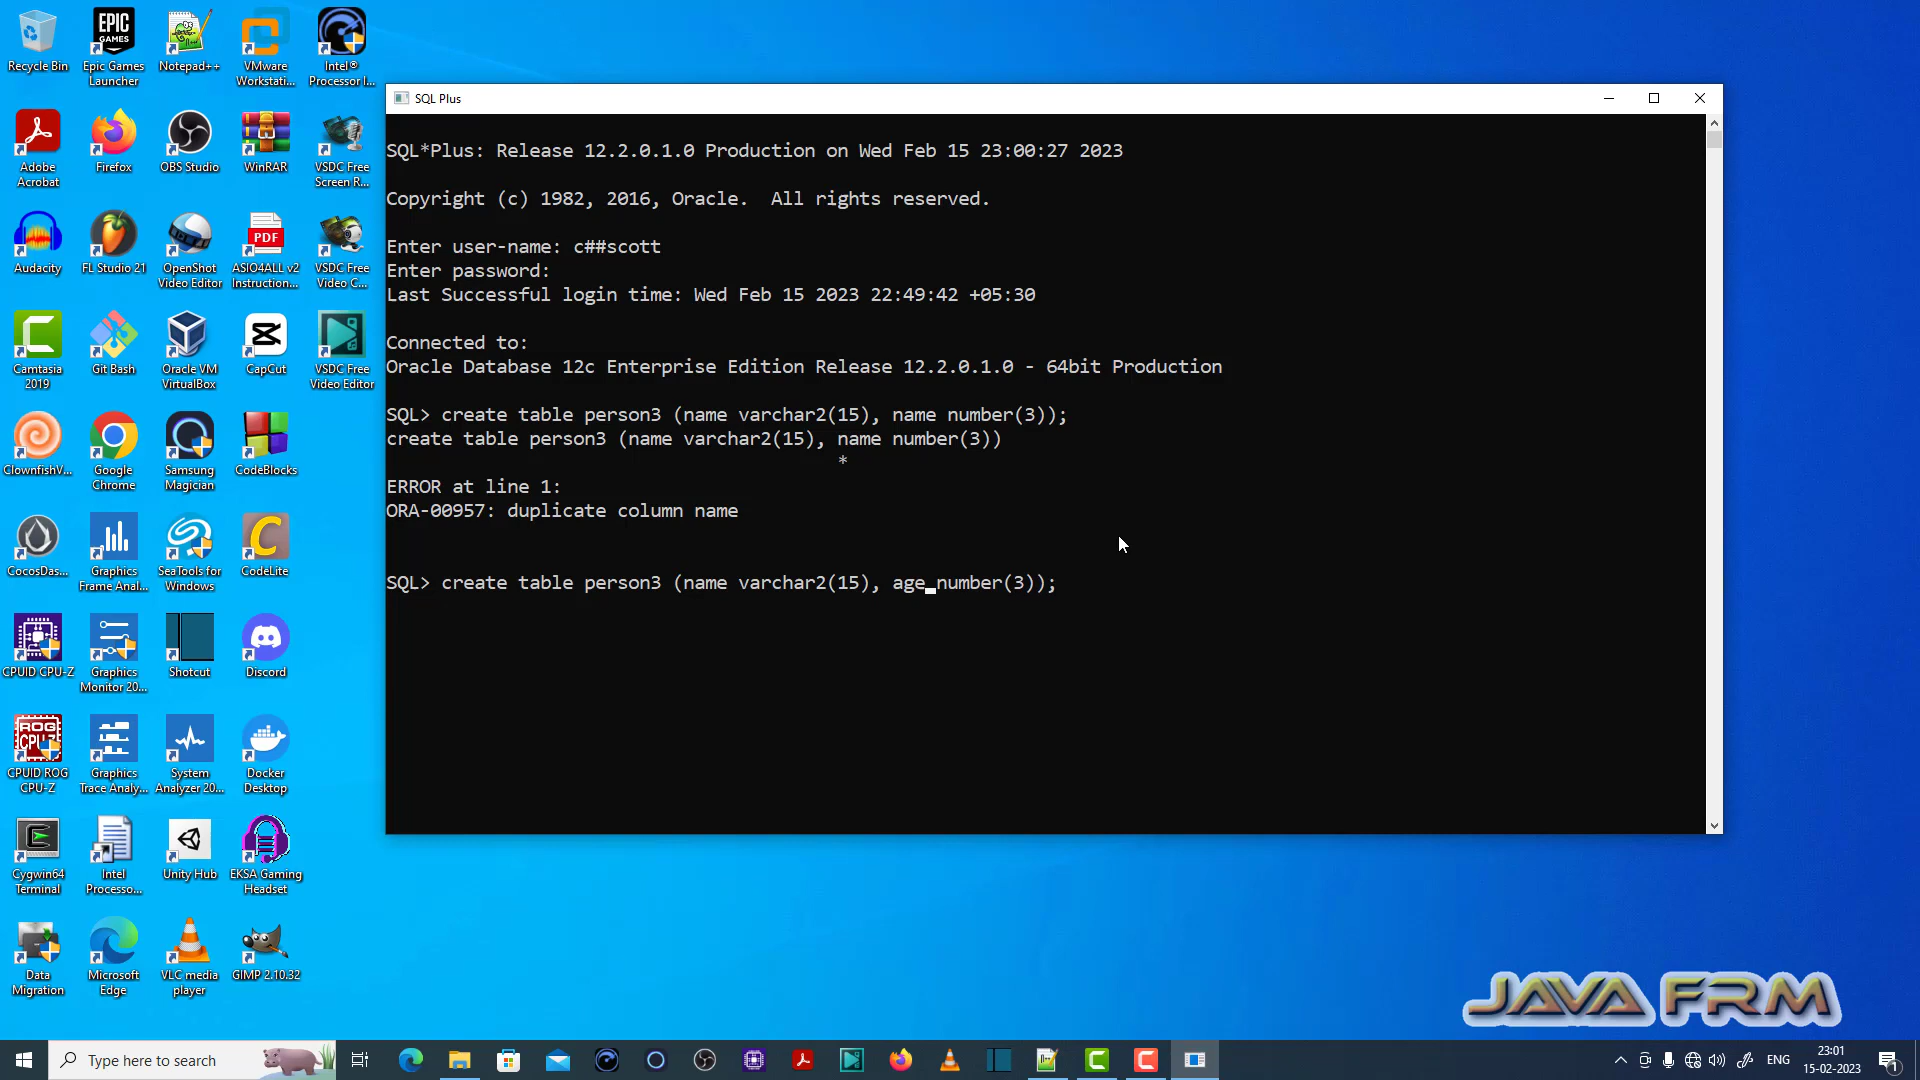 Recycle Bin
Epic Games
Launcher
Notepad++
VMware
Workstati...
Intel®
Processor I...
Adobe
Acrobat
Firefox
OBS Studio
WinRAR
VSDC Free
Screen R...
Audacity
FL Studio 21
OpenShot
Video Editor
PDF
ASIO4ALL v2
Instruction...
VSDC Free
Video C...
Camtasia
2019
Git Bash
Oracle VM
VirtualBox
CapCut
VSDC Free
Video Editor
ClownfishV...
Google
Chrome
Samsung
Magician
CodeBlocks
CocosDas...
Graphics
Frame Anal...
SeaTools for
Windows
CodeLite
CPUID CPU-Z
Graphics
Monitor 20...
Shotcut
Discord
CPUID ROG
CPU-Z
Graphics
Trace Analy...
System
Analyzer 20...
Docker
Desktop
Cygwin64
Terminal
Intel
Processo...
Unity Hub
EKSA Gaming
Headset
Data
Migration
Microsoft
Edge
VLC media
player
GIMP 2.10.32
SQL Plus
SQL*Plus: Release 12.2.0.1.0 Production on Wed Feb 15 23:00:27 2023
Copyright (c) 1982, 2016, Oracle.  All rights reserved.
Enter user-name: c##scott
Enter password:
Last Successful login time: Wed Feb 15 2023 22:49:42 +05:30
Connected to:
Oracle Database 12c Enterprise Edition Release 12.2.0.1.0 - 64bit Production
SQL> create table person3 (name varchar2(15), name number(3));
create table person3 (name varchar2(15), name number(3))
*
ERROR at line 1:
ORA-00957: duplicate column name
SQL> create table person3 (name varchar2(15), age number(3));
JAVA FRM
Type here to search
ENG
23:01
15-02-2023